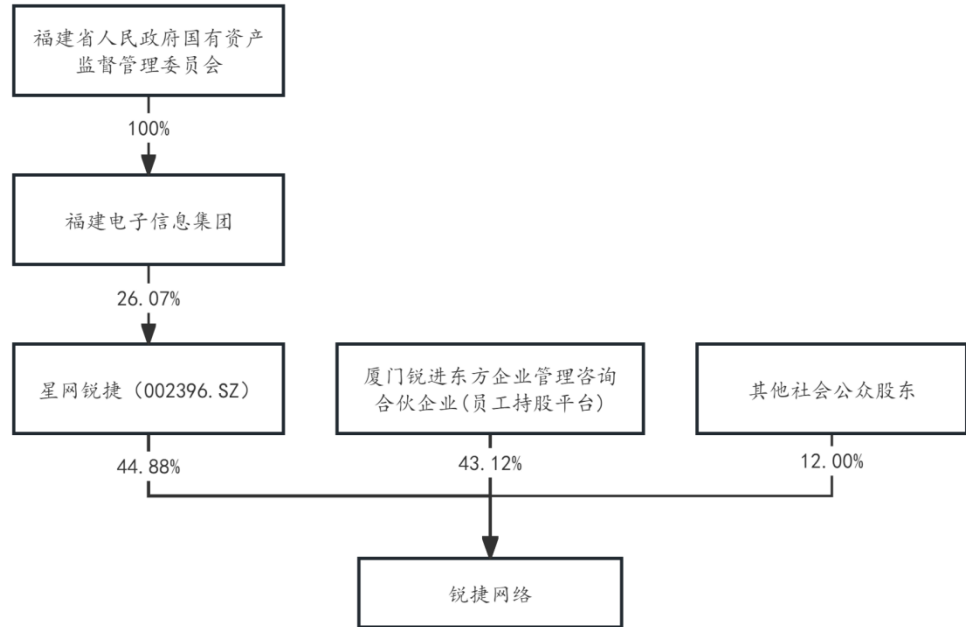 福建省人民政府国有资产
监督管理委员会
100%
福建电子信息集团
26.07%
星网锐捷（002396.SZ）
厦门锐进东方企业管理咨询
合伙企业(员工持股平台)
其他社会公众股东
44.88%
43.12%
12.00%
锐捷网络